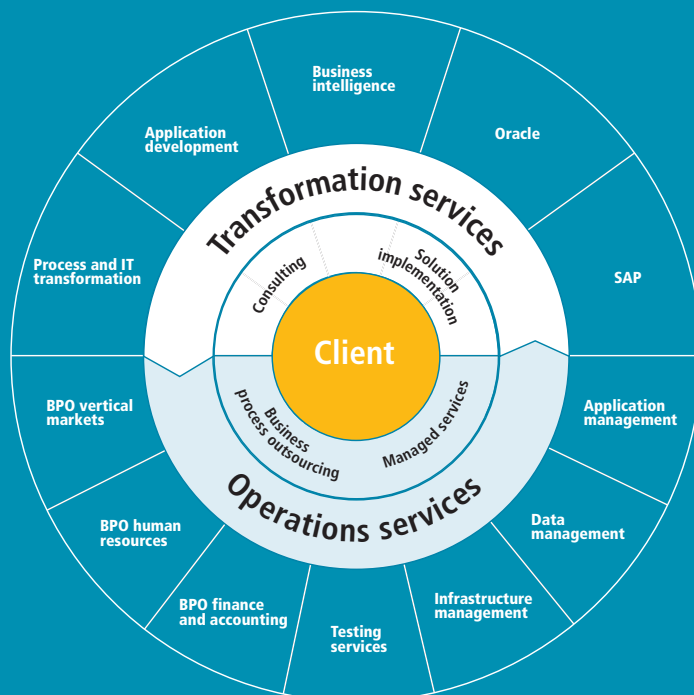 Business
intelligence
Application
development
Oracle
Transformation services
Process and IT
transformation
Consulting
Solution
implementation
SAP
Client
BPO vertical
markets
Business
process outsourcing
Managed services
Application
management
Operations services
BPO human
resources
Data
management
BPO finance
and accounting
Testing
services
Infrastructure
management